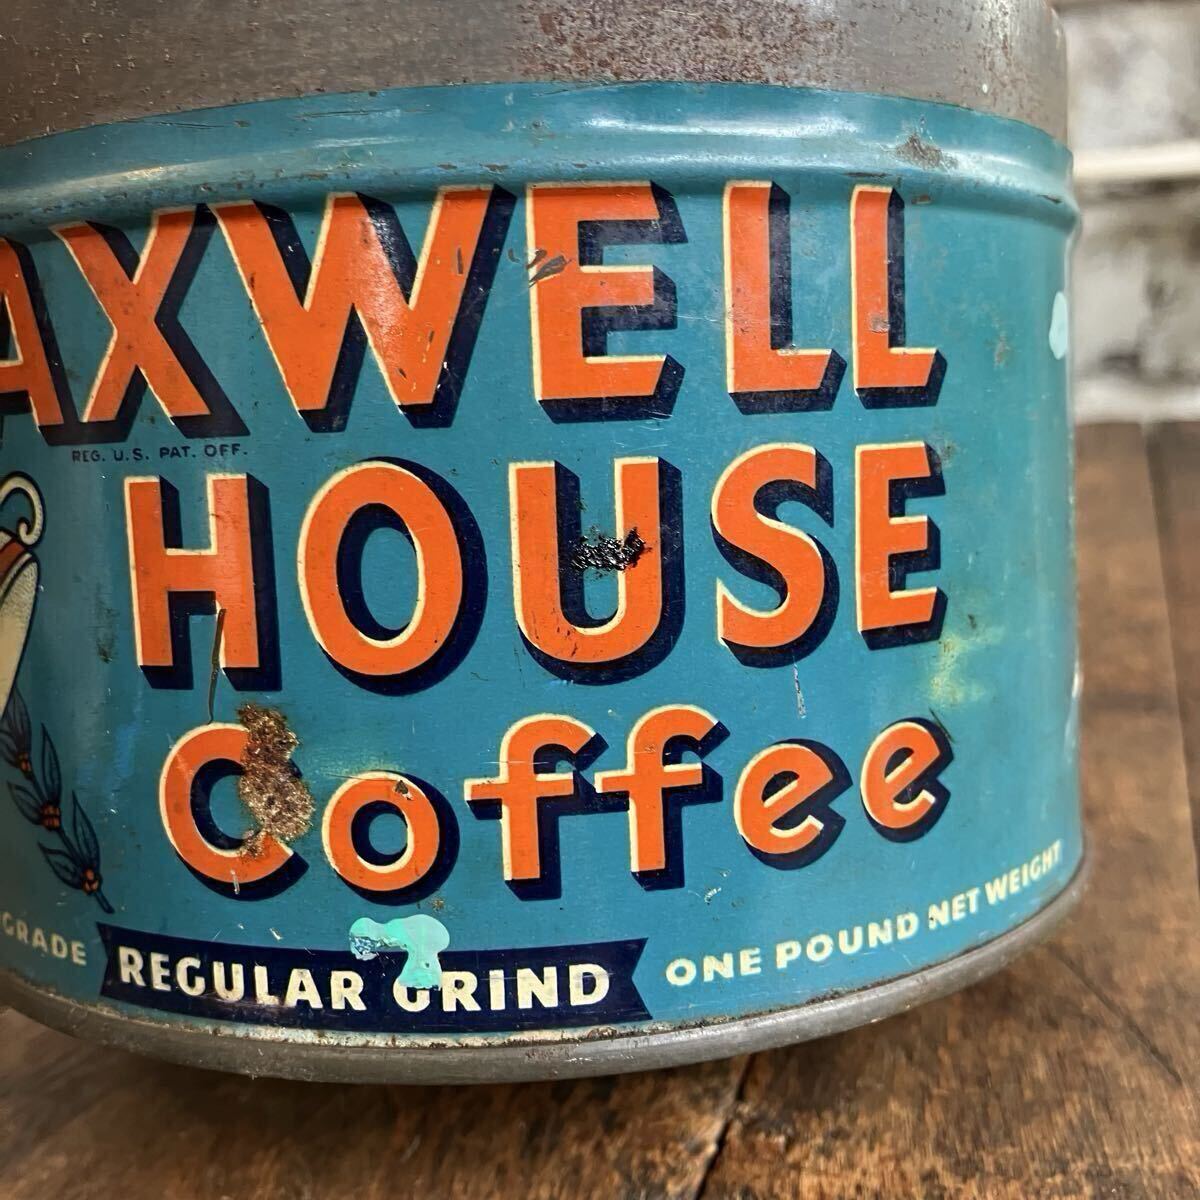 AXWELL
REG. U.S. PAT. OFF.
HOUSE
Coffee
GRADE REGULAR GRIND ONE POUND NET WEIGHT